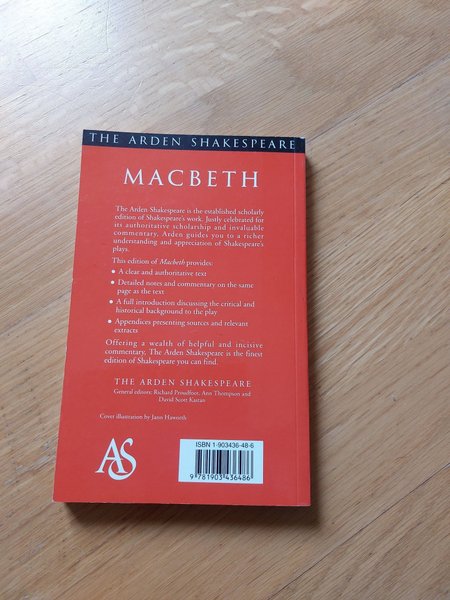 THE ARDEN SHAKESPEARE
MACBETH
The Arden Shakespeare is the established scholarly
edition of Shakespeare's work. Justly celebrated for
its authoritative scholarship and invaluable
commentary, Arden guides you to a richer
understanding and appreciation of Shakespeare's
plays.
This edition of Macbeth provides:
• A clear and authoritative text
• Detailed notes and commentary on the same
page as the text
• A full introduction discussing the critical and
historical background to the play
• Appendices presenting sources and relevant
extracts
Offering a wealth of helpful and incisive
commentary, The Arden Shakespeare is the finest
edition of Shakespeare you can find.
THE ARDEN SHAKESPEARE
General editors: Richard Proudfoot, Ann Thompson and
David Scott Kastan
Cover illustration by Jann Haworth
AS
ISBN 1-903436-48-6
9 781903 436486